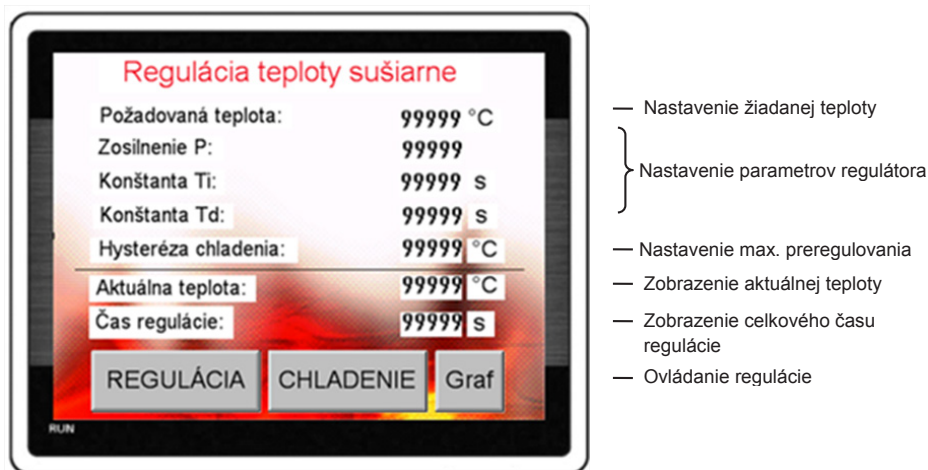 Regulácia teploty sušiarne
Požadovaná teplota: 99999 °C
Zosilnenie P: 99999
Konštanta Ti: 99999 s
Konštanta Td: 99999 s
Hysteréza chladenia: 99999 °C
Aktuálna teplota: 99999 °C
Čas regulácie: 99999 s
REGULÁCIA CHLADENIE Graf
RUN
— Nastavenie žiadanej teploty
Nastavenie parametrov regulátora
— Nastavenie max. preregulovania
— Zobrazenie aktuálnej teploty
— Zobrazenie celkového času
regulácie
— Ovládanie regulácie